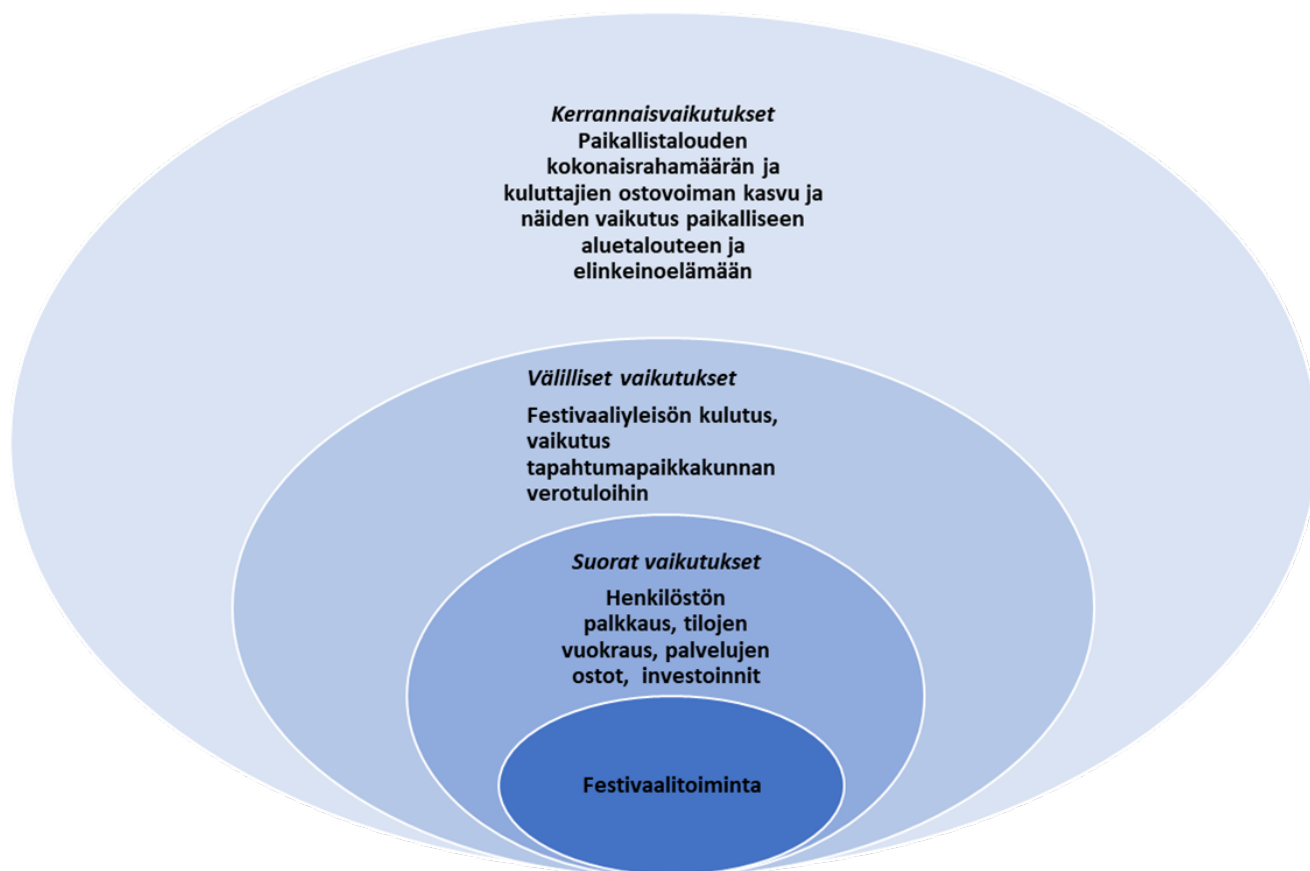 Kerrannaisvaikutukset
Paikallistalouden
kokonaisrahamäärän ja
kuluttajien ostovoiman kasvu ja
näiden vaikutus paikalliseen
aluetalouteen ja
elinkeinoelämään
Välilliset vaikutukset
Festivaaliyleisön kulutus,
vaikutus
tapahtumapaikkakunnan
verotuloihin
Suorat vaikutukset
Henkilöstön
palkkaus, tilojen
vuokraus, palvelujen
ostot, investoinnit
Festivaalitoiminta